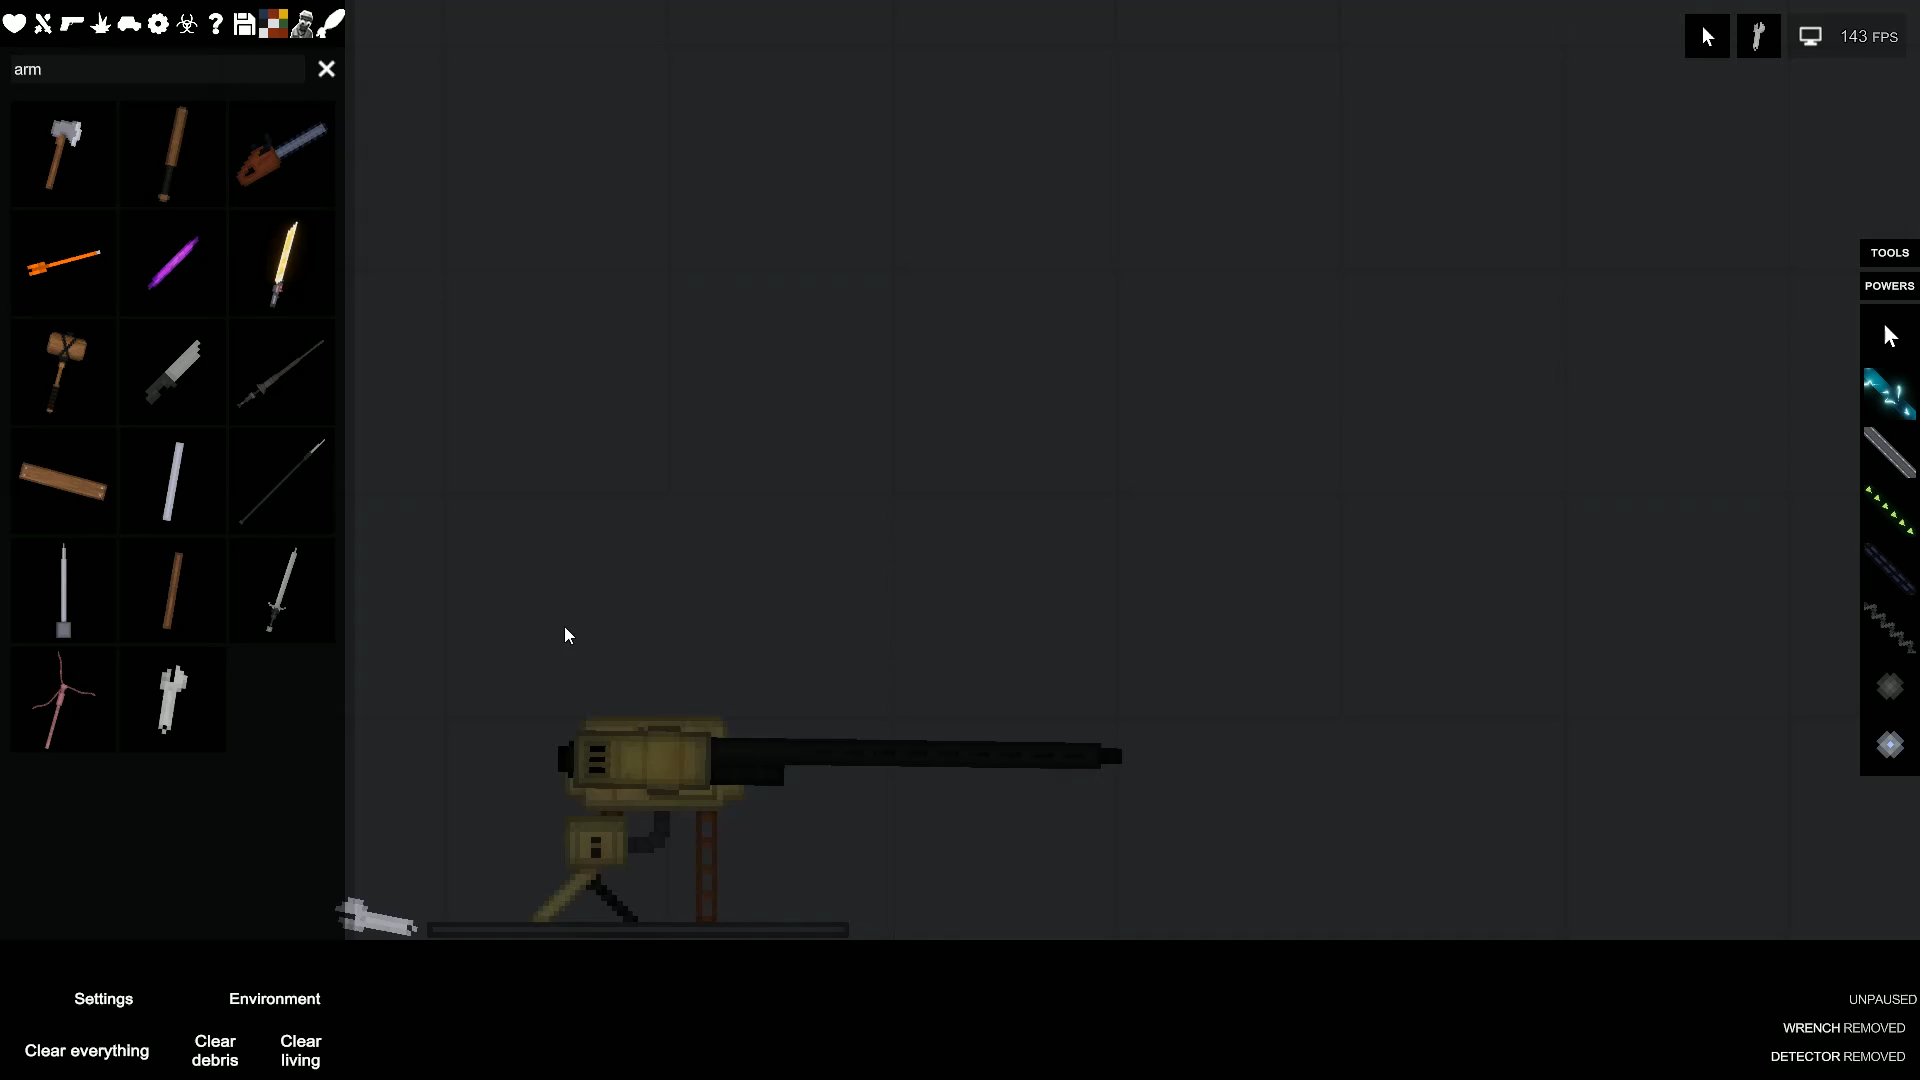 143 FPS
arm
TOOLS
POWERS
Settings
Environment
UNPAUSED
WRENCH REMOVED
Clear everything
Clear
debris
Clear
living
DETECTOR REMOVED